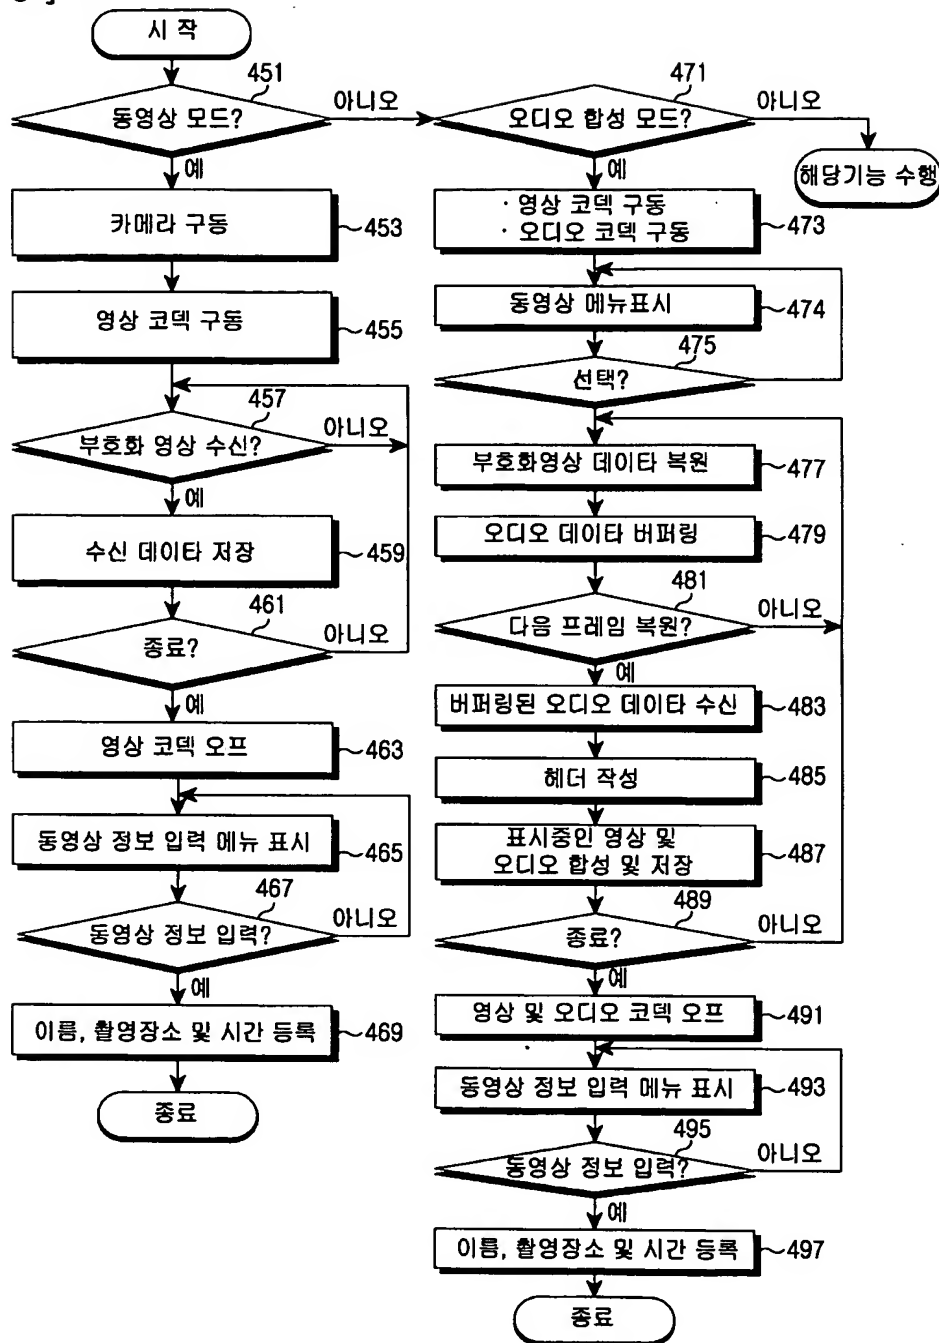 시 작
451
동영상 모드?
아니오
예
카메라 구동
453
영상 코덱 구동
455
457
부호화 영상 수신?
아니오
예
수신 데이타 저장
459
461
종료?
아니오
예
영상 코덱 오프
463
동영상 정보 입력 메뉴 표시
465
467
동영상 정보 입력?
아니오
예
이름, 촬영장소 및 시간 등록
469
종료
471
오디오 합성 모드?
아니오
해당기능 수행
예
· 영상 코덱 구동
· 오디오 코덱 구동
473
동영상 메뉴표시
474
475
선택?
부호화영상 데이타 복원
477
오디오 데이타 버퍼링
479
481
다음 프레임 복원?
아니오
예
버퍼링된 오디오 데이타 수신
483
헤더 작성
485
표시중인 영상 및
오디오 합성 및 저장
487
489
종료?
아니오
예
영상 및 오디오 코덱 오프
491
동영상 정보 입력 메뉴 표시
493
495
동영상 정보 입력?
아니오
예
이름, 촬영장소 및 시간 등록
497
종료